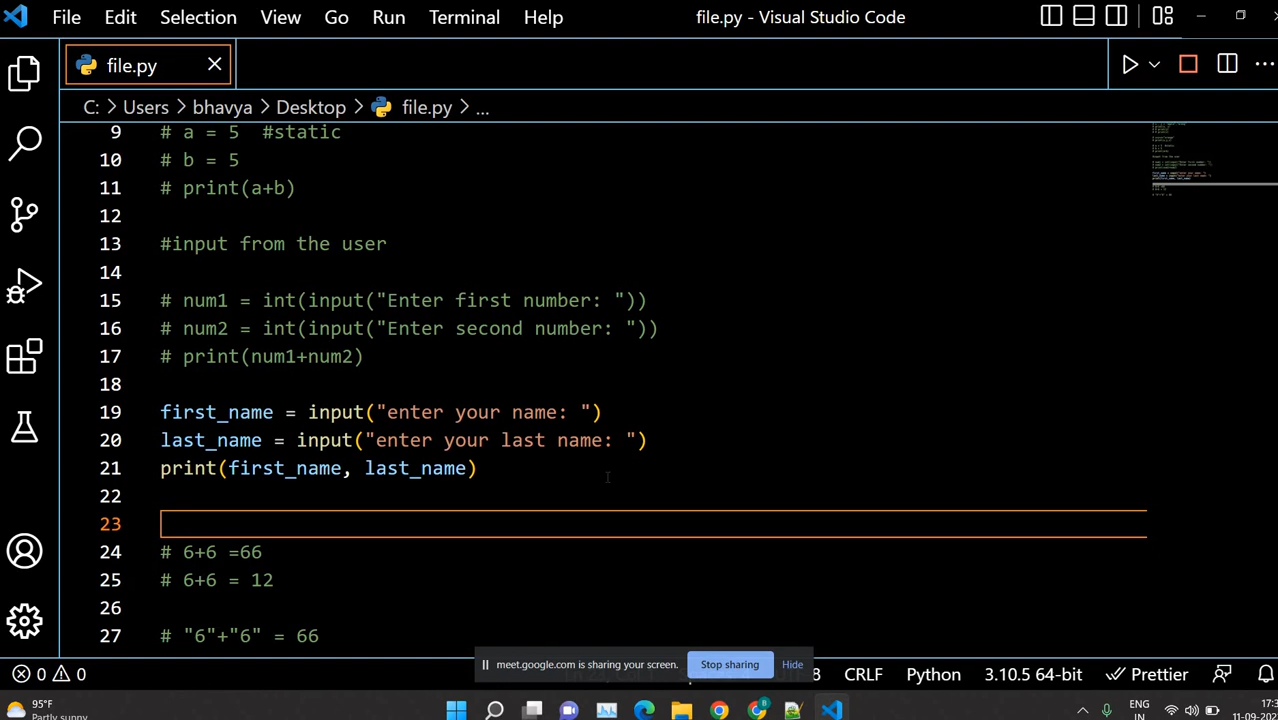 File Edit Selection View Go Run Terminal Help file.py - Visual Studio Code
file.py
C: > Users > bhavya > Desktop > file.py > ...
9 # a = 5  #static
10 # b = 5
11 # print(a+b)
12
13 #input from the user
14
15 # num1 = int(input("Enter first number: "))
16 # num2 = int(input("Enter second number: "))
17 # print(num1+num2)
18
19 first_name = input("enter your name: ")
20 last_name = input("enter your last name: ")
21 print(first_name, last_name)
22
23
24 # 6+6 =66
25 # 6+6 = 12
26
27 # "6"+"6" = 66
meet.google.com is sharing your screen. Stop sharing Hide
0 0 CRLF Python 3.10.5 64-bit Prettier
95°F ENG 17:3
Partly sunny IN 11-09-20